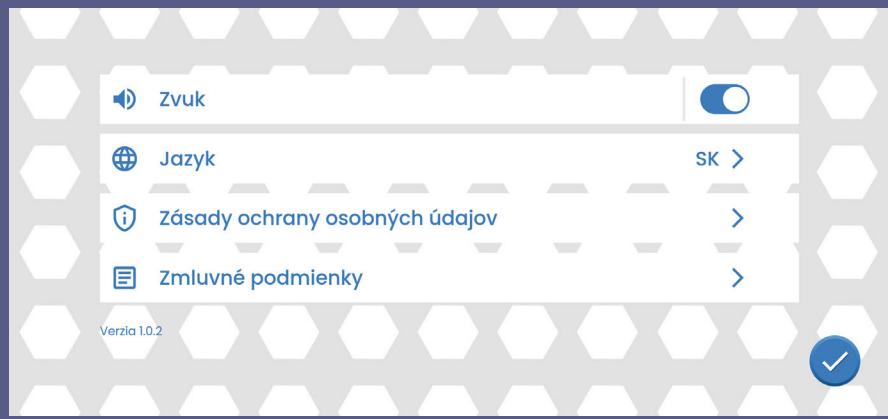 Zvuk
Jazyk SK
Zásady ochrany osobných údajov
Zmluvné podmienky
Verzia 1.0.2